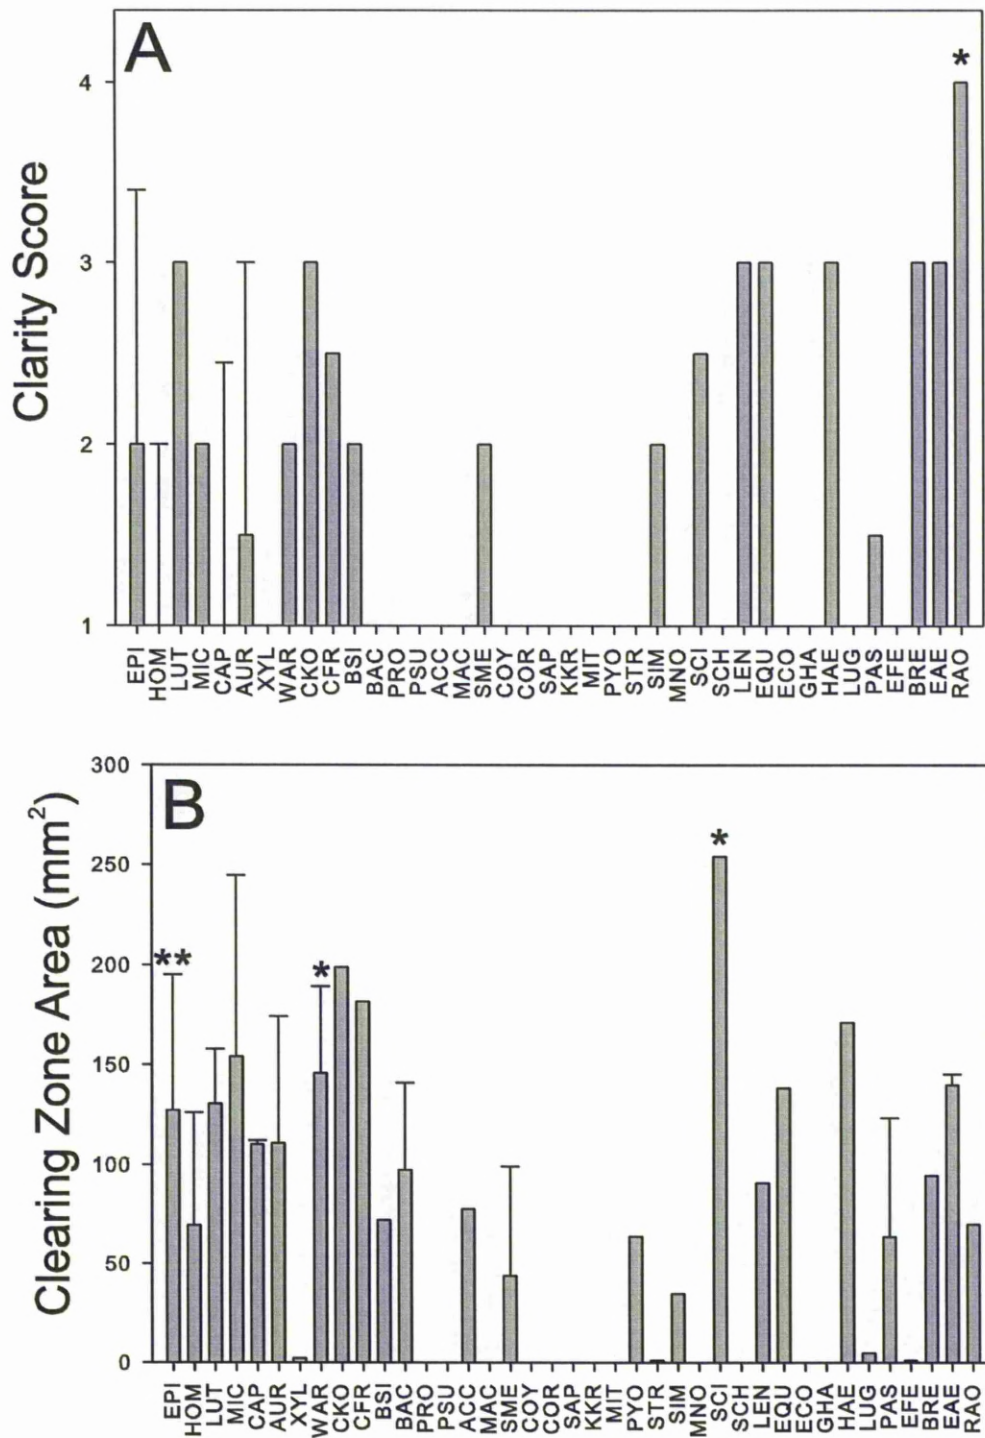 A
*
Clarity Score
4
3
2
1
EPI HOM LUT MIC CAP AUR XYL WAR CKO CFR BSI BAC PRO PSU ACC MAC SME COY COR SAP KKR MIT PYO STR SIM MNO SCI SCH LEN EQU ECO GHA HAE LUG PAS EFE BRE EAE RAO
B
*
**
*
Clearing Zone Area (mm²)
300
250
200
150
100
50
0
EPI HOM LUT MIC CAP AUR XYL WAR CKO CFR BSI BAC PRO PSU ACC MAC SME COY COR SAP KKR MIT PYO STR SIM MNO SCI SCH LEN EQU ECO GHA HAE LUG PAS EFE BRE EAE RAO